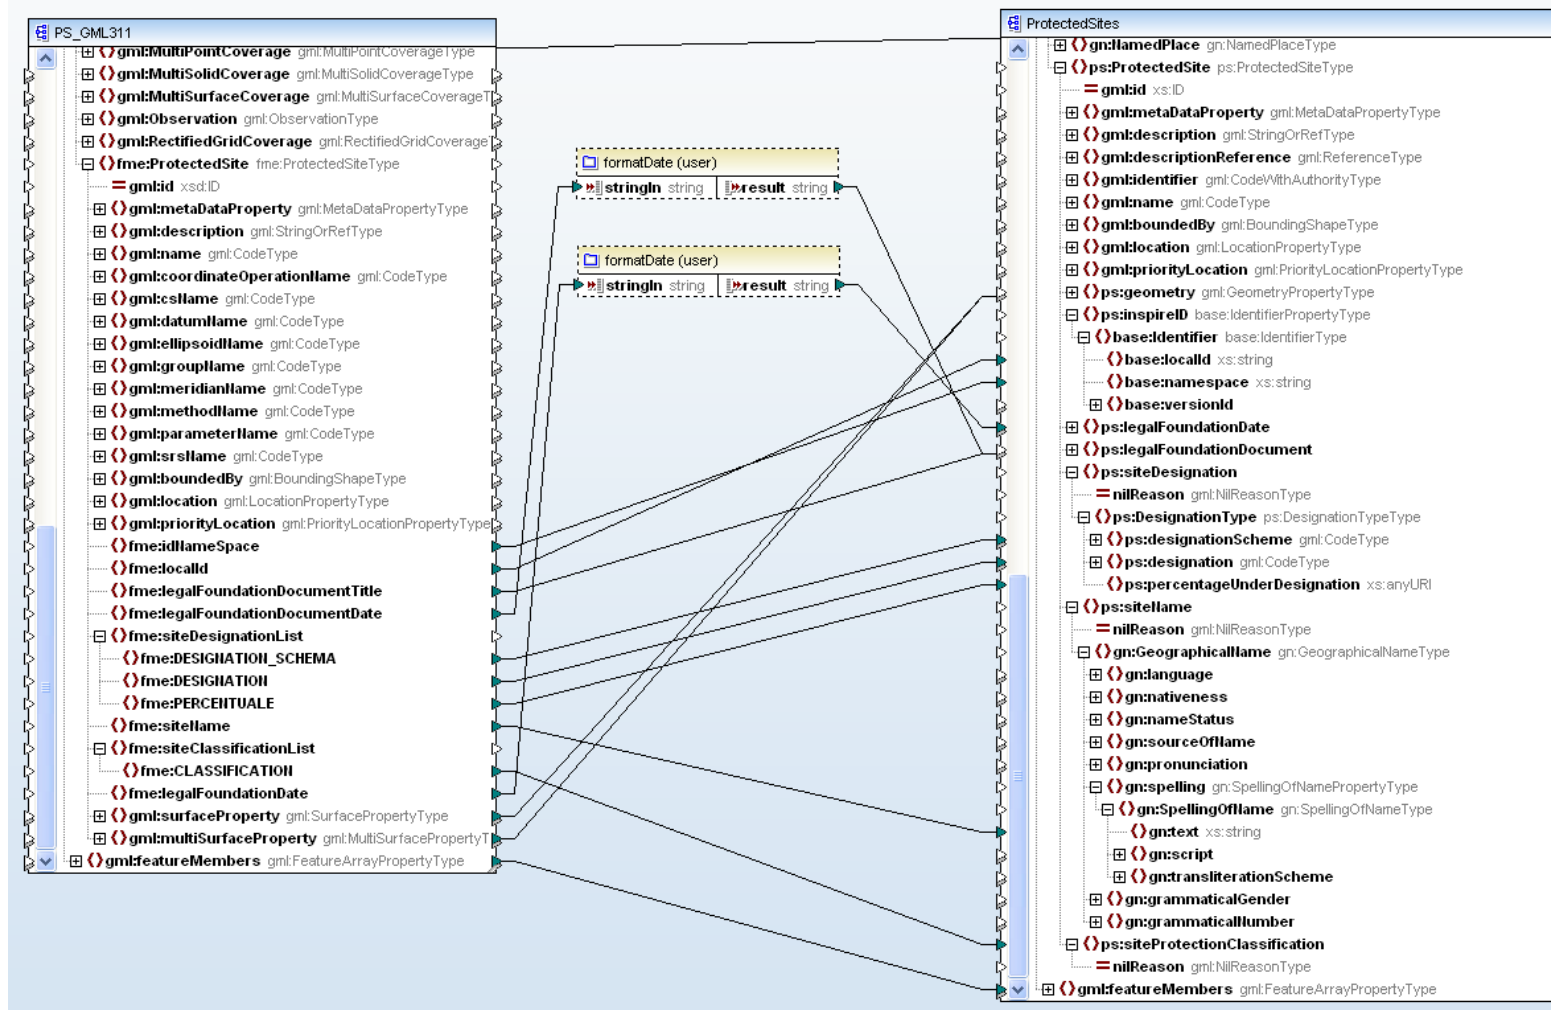 PS_GML311
gml:MultiPointCoverage gml:MultiPointCoverageType
gml:MultiSolidCoverage gml:MultiSolidCoverageType
gml:MultiSurfaceCoverage gml:MultiSurfaceCoverageT
gml:Observation gml:ObservationType
gml:RectifiedGridCoverage gml:RectifiedGridCoverage
fme:ProtectedSite fme:ProtectedSiteType
gml:id xsd:ID
gml:metaDataProperty gml:MetaDataPropertyType
gml:description gml:StringOrRefType
gml:name gml:CodeType
gml:coordinateOperationName gml:CodeType
gml:csName gml:CodeType
gml:datumName gml:CodeType
gml:ellipsoidName gml:CodeType
gml:groupName gml:CodeType
gml:meridianName gml:CodeType
gml:methodName gml:CodeType
gml:parameterName gml:CodeType
gml:srsName gml:CodeType
gml:boundedBy gml:BoundingShapeType
gml:location gml:LocationPropertyType
gml:priorityLocation gml:PriorityLocationPropertyType
fme:idNameSpace
fme:localId
fme:legalFoundationDocumentTitle
fme:legalFoundationDocumentDate
fme:siteDesignationList
fme:DESIGNATION_SCHEMA
fme:DESIGNATION
fme:PERCENTUALE
fme:siteName
fme:siteClassificationList
fme:CLASSIFICATION
fme:legalFoundationDate
gml:surfaceProperty gml:SurfacePropertyType
gml:multiSurfaceProperty gml:MultiSurfacePropertyT
gml:featureMembers gml:FeatureArrayPropertyType
formatDate (user)
stringIn string result string
formatDate (user)
stringIn string result string
ProtectedSites
gn:NamedPlace gn:NamedPlaceType
ps:ProtectedSite ps:ProtectedSiteType
gml:id xs:ID
gml:metaDataProperty gml:MetaDataPropertyType
gml:description gml:StringOrRefType
gml:descriptionReference gml:ReferenceType
gml:identifier gml:CodeWithAuthorityType
gml:name gml:CodeType
gml:boundedBy gml:BoundingShapeType
gml:location gml:LocationPropertyType
gml:priorityLocation gml:PriorityLocationPropertyType
ps:geometry gml:GeometryPropertyType
ps:inspireID base:IdentifierPropertyType
base:Identifier base:IdentifierType
base:localId xs:string
base:namespace xs:string
base:versionId
ps:legalFoundationDate
ps:legalFoundationDocument
ps:siteDesignation
nilReason gml:NilReasonType
ps:DesignationType ps:DesignationTypeType
ps:designationScheme gml:CodeType
ps:designation gml:CodeType
ps:percentageUnderDesignation xs:anyURI
ps:siteName
nilReason gml:NilReasonType
gn:GeographicalName gn:GeographicalNameType
gn:language
gn:nativeness
gn:nameStatus
gn:sourceOfName
gn:pronunciation
gn:spelling gn:SpellingOfNamePropertyType
gn:SpellingOfName gn:SpellingOfNameType
gn:text xs:string
gn:script
gn:transliterationScheme
gn:grammaticalGender
gn:grammaticalNumber
ps:siteProtectionClassification
nilReason gml:NilReasonType
gml:featureMembers gml:FeatureArrayPropertyType